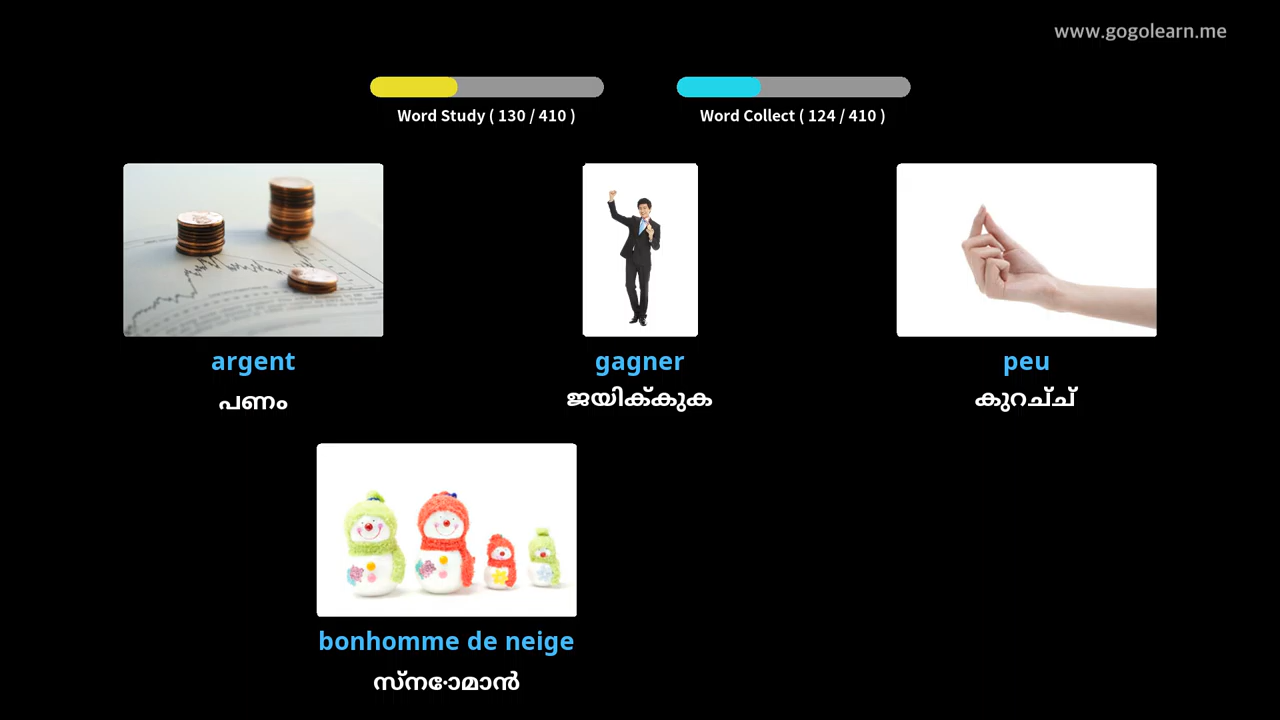 www.gogolearn.me
Word Study ( 130 / 410 )
Word Collect ( 124 / 410 )
argent
gagner
peu
പണം
ജയിക്കുക
കുറച്ച്
bonhomme de neige
സ്നോമാൻ